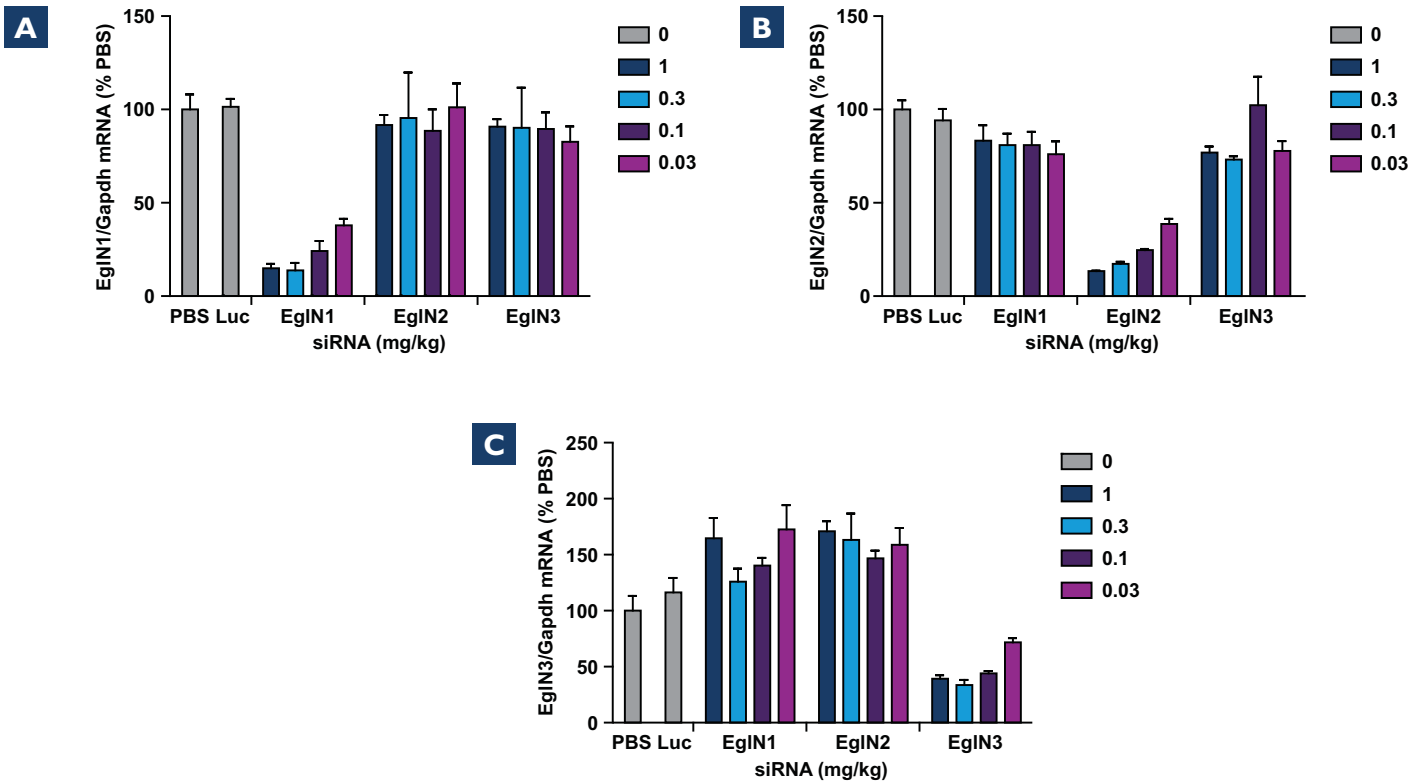 A
EglN1/Gapdh mRNA (% PBS)
150
100
50
0
PBS Luc EglN1 EglN2 EglN3
siRNA (mg/kg)
0
1
0.3
0.1
0.03
B
EglN2/Gapdh mRNA (% PBS)
150
100
50
0
PBS Luc EglN1 EglN2 EglN3
siRNA (mg/kg)
0
1
0.3
0.1
0.03
C
EglN3/Gapdh mRNA (% PBS)
250
200
150
100
50
0
PBS Luc EglN1 EglN2 EglN3
siRNA (mg/kg)
0
1
0.3
0.1
0.03